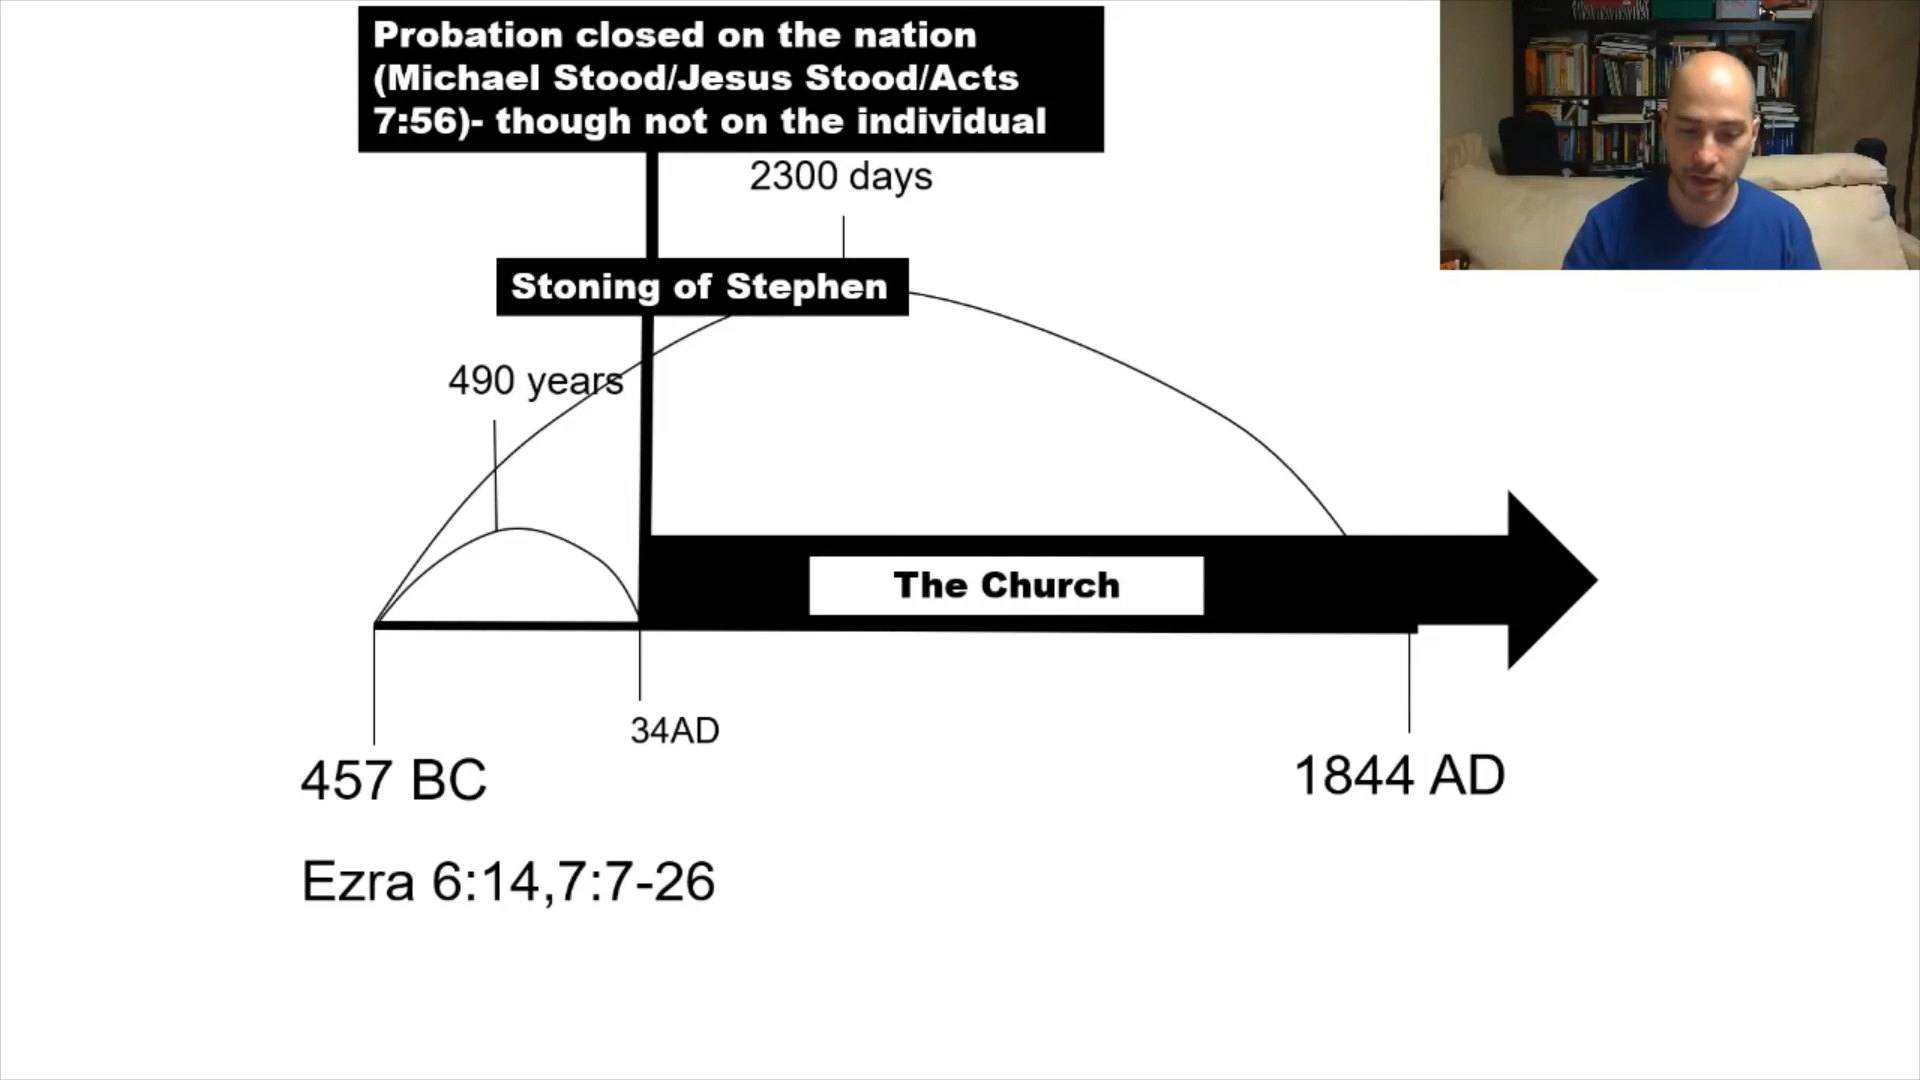 Probation closed on the nation
(Michael Stood/Jesus Stood/Acts
7:56)- though not on the individual
2300 days
Stoning of Stephen
490 years
The Church
34AD
457 BC
1844 AD
Ezra 6:14,7:7-26